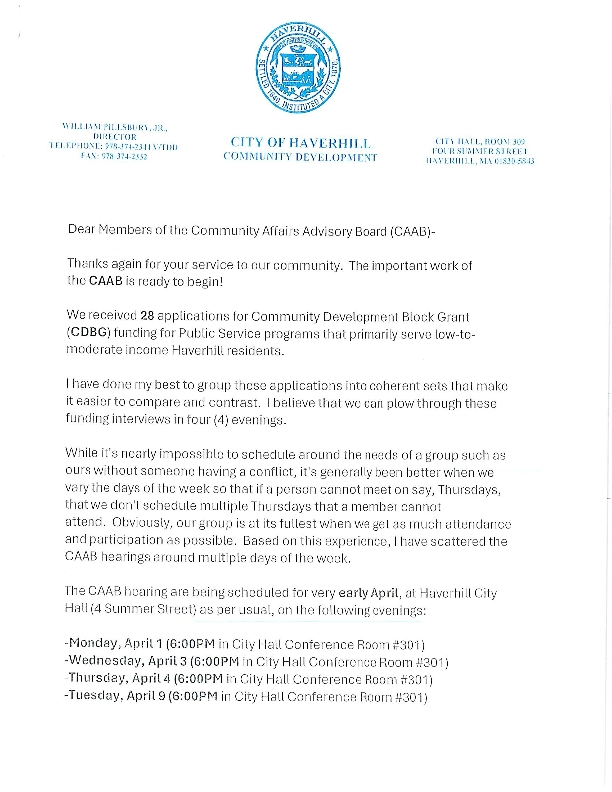 HAVERHILL
SETTLED 1640 INSTITUTED A CITY 1870
WILLIAM PILLSBURY, JR.,
DIRECTOR
TELEPHONE: 978-374-2344 V/TDD
FAX: 978-374-2332
CITY OF HAVERHILL
COMMUNITY DEVELOPMENT
CITY HALL, ROOM 309
FOUR SUMMER STREET
HAVERHILL, MA 01830-5843
Dear Members of the Community Affairs Advisory Board (CAAB)-
Thanks again for your service to our community. The important work of
the CAAB is ready to begin!
We received 28 applications for Community Development Block Grant
(CDBG) funding for Public Service programs that primarily serve low-to-
moderate income Haverhill residents.
I have done my best to group these applications into coherent sets that make
it easier to compare and contrast. I believe that we can plow through these
funding interviews in four (4) evenings.
While it's nearly impossible to schedule around the needs of a group such as
ours without someone having a conflict, it's generally been better when we
vary the days of the week so that if a person cannot meet on say, Thursdays,
that we don't schedule multiple Thursdays that a member cannot
attend. Obviously, our group is at its fullest when we get as much attendance
and participation as possible. Based on this experience, I have scattered the
CAAB hearings around multiple days of the week.
The CAAB hearing are being scheduled for very early April, at Haverhill City
Hall (4 Summer Street) as per usual, on the following evenings:
-Monday, April 1 (6:00PM in City Hall Conference Room #301)
-Wednesday, April 3 (6:00PM in City Hall Conference Room #301)
-Thursday, April 4 (6:00PM in City Hall Conference Room #301)
-Tuesday, April 9 (6:00PM in City Hall Conference Room #301)